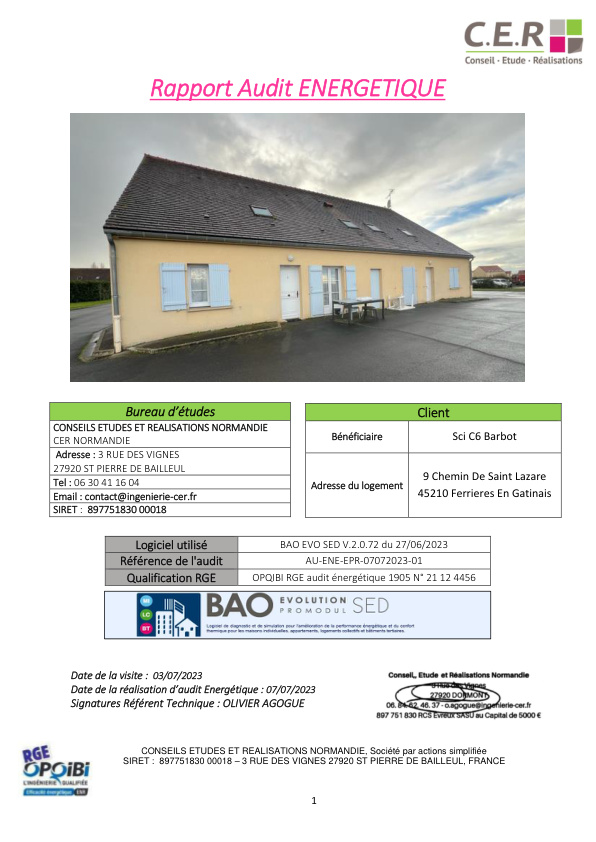 C.E.R
Conseil - Etude - Réalisations
Rapport Audit ENERGETIQUE
Bureau d'études
CONSEILS ETUDES ET REALISATIONS NORMANDIE
CER NORMANDIE
Adresse : 3 RUE DES VIGNES
27920 ST PIERRE DE BAILLEUL
Tel : 06 30 41 16 04
Email : contact@ingenierie-cer.fr
SIRET : 897751830 00018
Client
Bénéficiaire
Sci C6 Barbot
Adresse du logement
9 Chemin De Saint Lazare
45210 Ferrieres En Gatinais
Logiciel utilisé
BAO EVO SED V.2.0.72 du 27/06/2023
Référence de l'audit
AU-ENE-EPR-07072023-01
Qualification RGE
OPQIBI RGE audit énergétique 1905 N° 21 12 4456
LC
BT
BAO EVOLUTION SED
PROMODUL
Logiciel de diagnostic et de simulation pour l'amélioration de la performance énergétique et du confort
thermique pour les maisons individuelles, appartements, logements collectifs et bâtiments tertiaires.
Date de la visite : 03/07/2023
Date de la réalisation d'audit Energétique : 07/07/2023
Signatures Référent Technique : OLIVIER AGOGUE
Conseil, Etude et Réalisations Normandie
27920
06. 84 62. 46. 37 - o.agogue@ingenierie-cer.fr
897 751 830 RCS Evreux SASU au Capital de 5000 €
RGE
OPQIBI
L'INGÉNIERIE QUALIFIÉE
Efficacité énergétique
CONSEILS ETUDES ET REALISATIONS NORMANDIE, Société par actions simplifiée
SIRET : 897751830 00018 – 3 RUE DES VIGNES 27920 ST PIERRE DE BAILLEUL, FRANCE
1